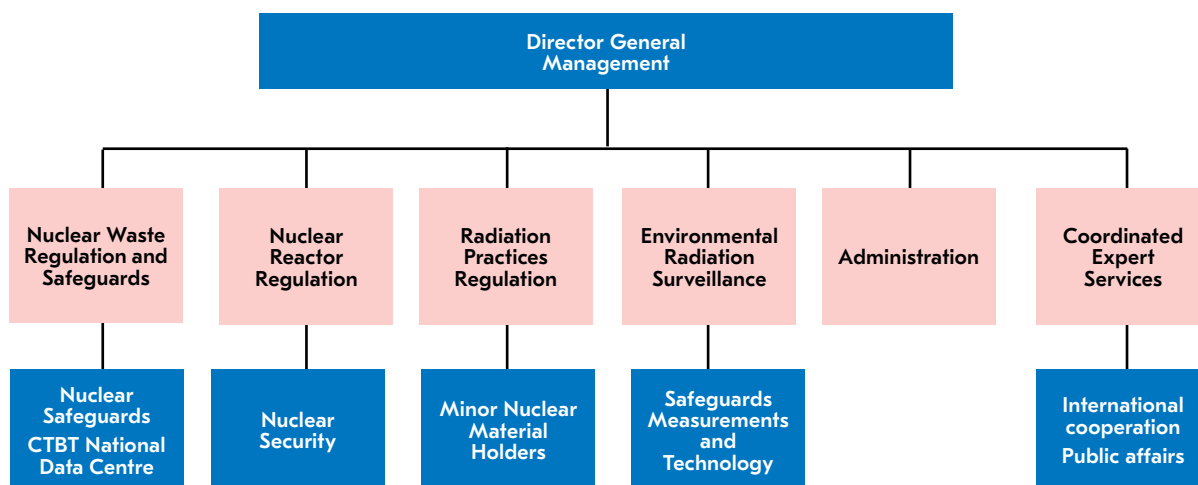 Director General
Management
Nuclear Waste
Regulation and
Safeguards
Nuclear
Reactor
Regulation
Radiation
Practices
Regulation
Environmental
Radiation
Surveillance
Administration
Coordinated
Expert
Services
Nuclear
Safeguards
CTBT National
Data Centre
Nuclear
Security
Minor Nuclear
Material
Holders
Safeguards
Measurements
and
Technology
International
cooperation
Public affairs